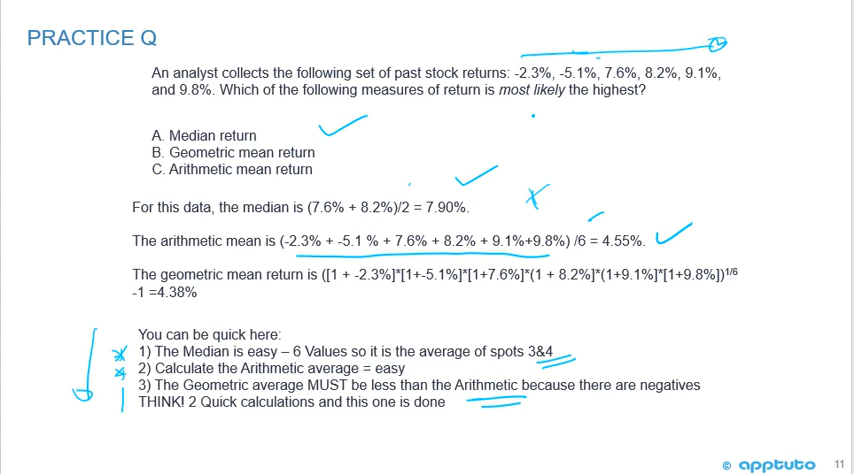 PRACTICE Q
An analyst collects the following set of past stock returns: -2.3%, -5.1%, 7.6%, 8.2%, 9.1%,
and 9.8%. Which of the following measures of return is most likely the highest?
A. Median return
B. Geometric mean return
C. Arithmetic mean return
For this data, the median is (7.6% + 8.2%)/2 = 7.90%.
The arithmetic mean is (-2.3% + -5.1 % + 7.6% + 8.2% + 9.1%+9.8%) /6 = 4.55%.
The geometric mean return is ([1 + -2.3%]*[1+-5.1%]*[1+7.6%]*(1 + 8.2%]*(1+9.1%]*[1+9.8%])1/6
-1 =4.38%
You can be quick here:
1) The Median is easy – 6 Values so it is the average of spots 3&4
2) Calculate the Arithmetic average = easy
3) The Geometric average MUST be less than the Arithmetic because there are negatives
THINK! 2 Quick calculations and this one is done
© apptuto 11